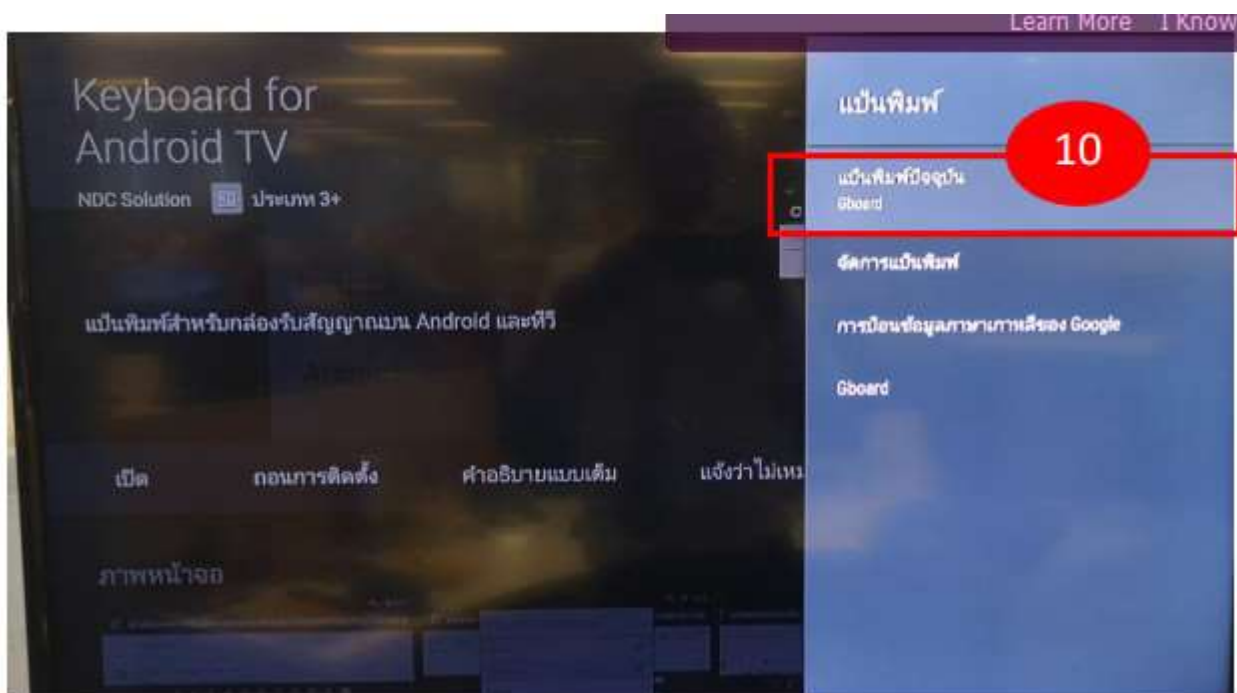 Learn More I Know
Keyboard for
Android TV
NDC Solution ประเภท 3+
แป้นพิมพ์สำหรับกล่องรับสัญญาณบน Android และทีวี
เปิด ถอนการติดตั้ง คำอธิบายแบบเต็ม แจ้งว่าไม่เหม
ภาพหน้าจอ
แป้นพิมพ์
10
แป้นพิมพ์ปัจจุบัน
Gboard
จัดการแป้นพิมพ์
การป้อนข้อมูลภาษาเกาหลีของ Google
Gboard